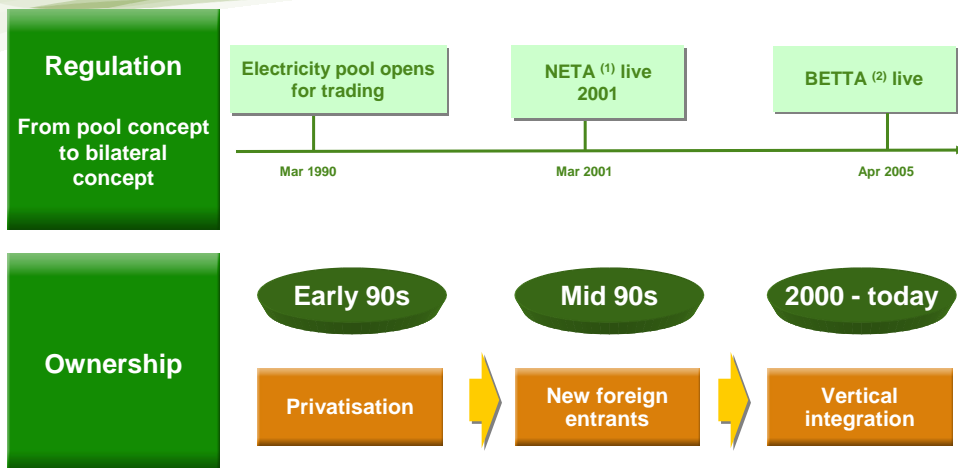 Regulation
From pool concept
to bilateral
concept
Electricity pool opens
for trading
NETA (1) live
2001
BETTA (2) live
Mar 1990
Mar 2001
Apr 2005
Ownership
Early 90s
Mid 90s
2000 - today
Privatisation
New foreign
entrants
Vertical
integration